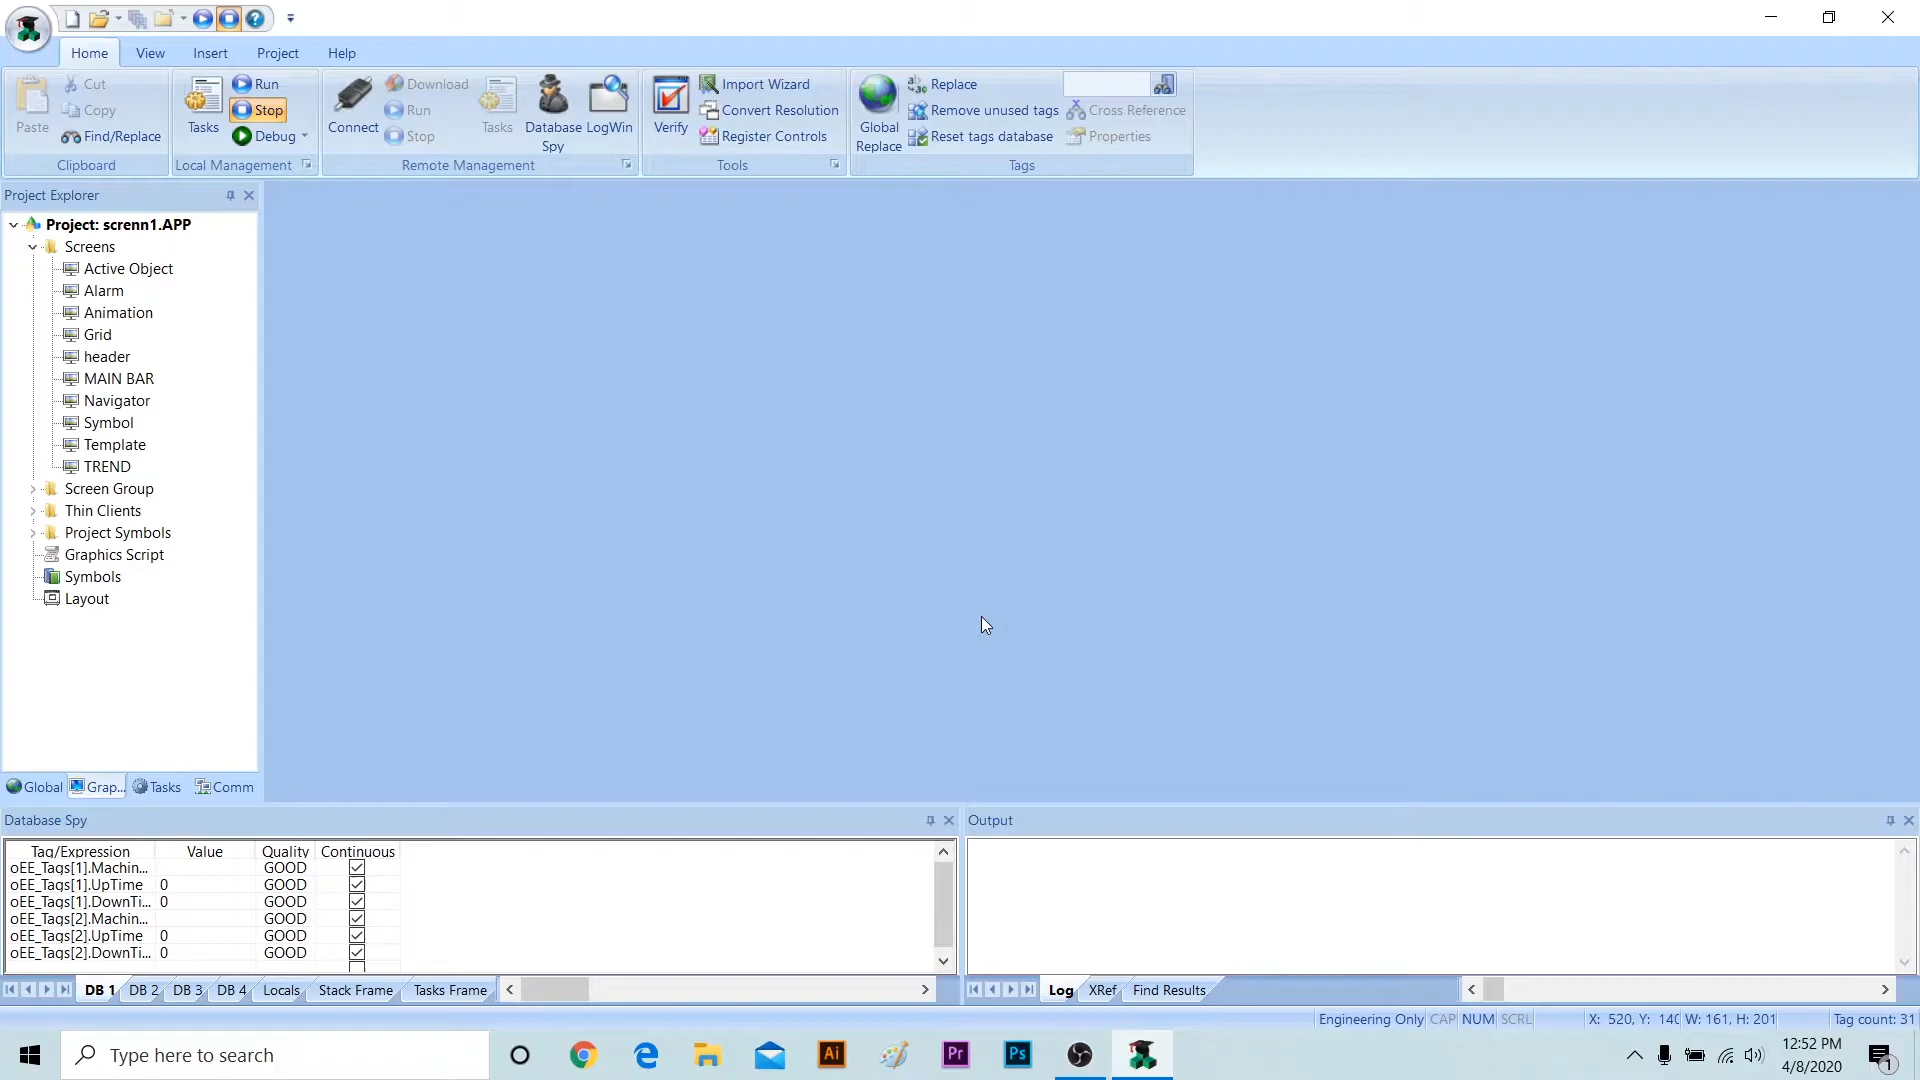 Home View Insert Project Help
Paste
Cut
Copy
Find/Replace
Clipboard
Tasks
Run
Stop
Debug
Local Management
Connect
Download
Run
Stop
Tasks
Database Spy
LogWin
Remote Management
Verify
Import Wizard
Convert Resolution
Register Controls
Tools
Global Replace
Replace
Remove unused tags
Reset tags database
Cross Reference
Properties
Tags
Project Explorer
Project: screnn1.APP
Screens
Active Object
Alarm
Animation
Grid
header
MAIN BAR
Navigator
Symbol
Template
TREND
Screen Group
Thin Clients
Project Symbols
Graphics Script
Symbols
Layout
Global Grap... Tasks Comm
Database Spy
Tag/Expression Value Quality Continuous
oEE_Tags[1].Machin... GOOD
oEE_Tags[1].UpTime 0 GOOD
oEE_Tags[1].DownTi... 0 GOOD
oEE_Tags[2].Machin... GOOD
oEE_Tags[2].UpTime 0 GOOD
oEE_Tags[2].DownTi... 0 GOOD
DB 1 DB 2 DB 3 DB 4 Locals Stack Frame Tasks Frame
Output
Log XRef Find Results
Engineering Only CAP NUM SCRL X: 520, Y: 140 W: 161, H: 201 Tag count: 31
Type here to search
Ai
Pr
Ps
12:52 PM
4/8/2020
1